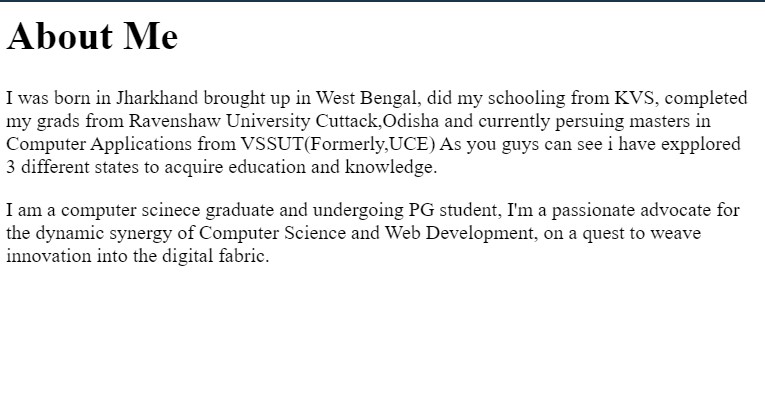 About Me
I was born in Jharkhand brought up in West Bengal, did my schooling from KVS, completed
my grads from Ravenshaw University Cuttack,Odisha and currently persuing masters in
Computer Applications from VSSUT(Formerly,UCE) As you guys can see i have expplored
3 different states to acquire education and knowledge.
I am a computer scinece graduate and undergoing PG student, I'm a passionate advocate for
the dynamic synergy of Computer Science and Web Development, on a quest to weave
innovation into the digital fabric.